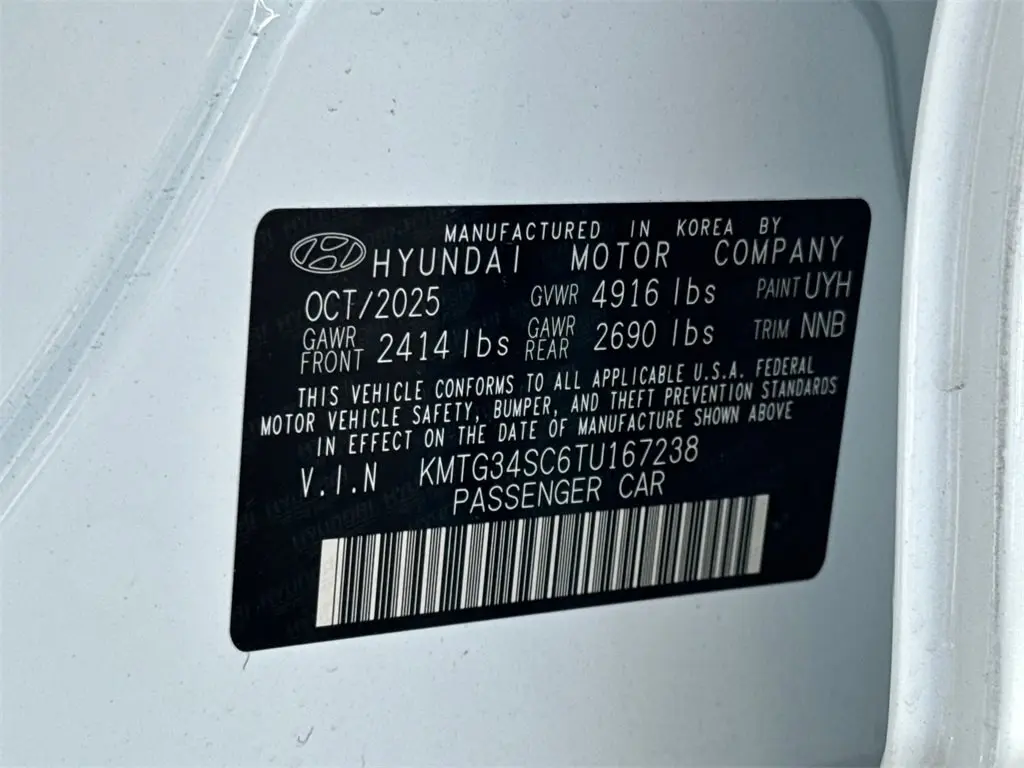 MANUFACTURED IN KOREA BY
HYUNDAI MOTOR COMPANY
OCT/2025 GVWR 4916 lbs PAINT UYH
GAWR FRONT 2414 lbs GAWR REAR 2690 lbs TRIM NNB
THIS VEHICLE CONFORMS TO ALL APPLICABLE U.S.A. FEDERAL
MOTOR VEHICLE SAFETY, BUMPER, AND THEFT PREVENTION STANDARDS
IN EFFECT ON THE DATE OF MANUFACTURE SHOWN ABOVE
V.I.N KMTG34SC6TU167238
PASSENGER CAR